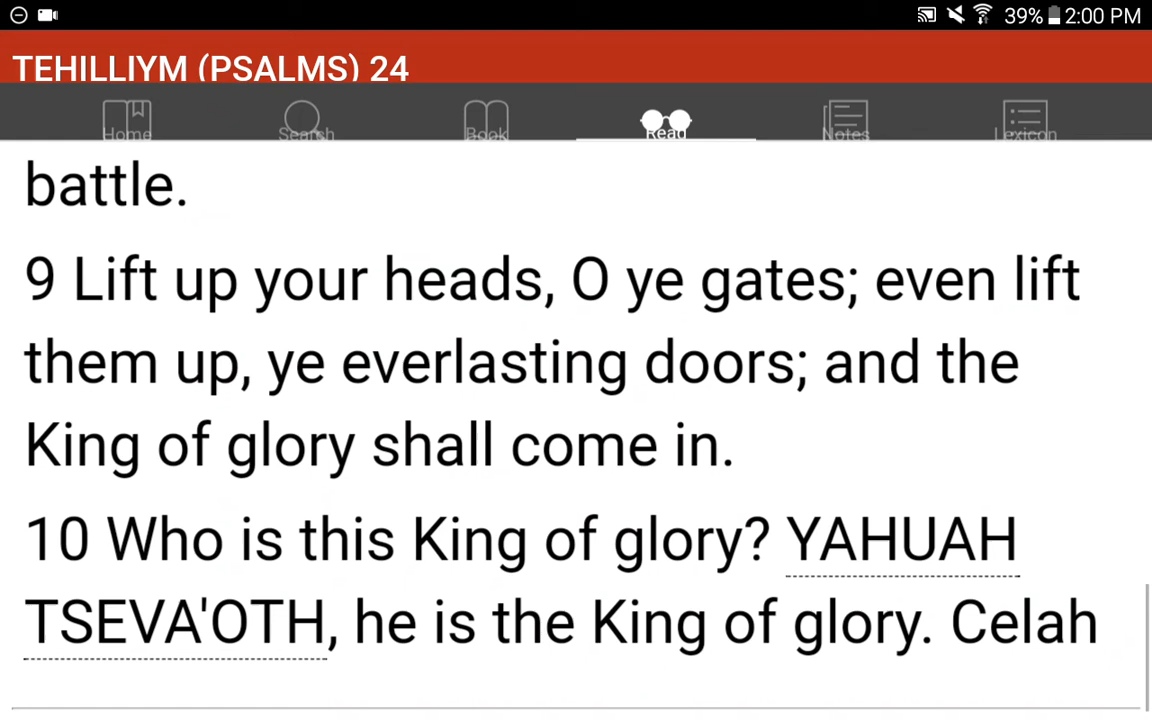 39% 2:00 PM
TEHILLIYM (PSALMS) 24
Home Search Book Read Notes Lexicon
battle.
9 Lift up your heads, O ye gates; even lift
them up, ye everlasting doors; and the
King of glory shall come in.
10 Who is this King of glory? YAHUAH
TSEVA'OTH, he is the King of glory. Celah